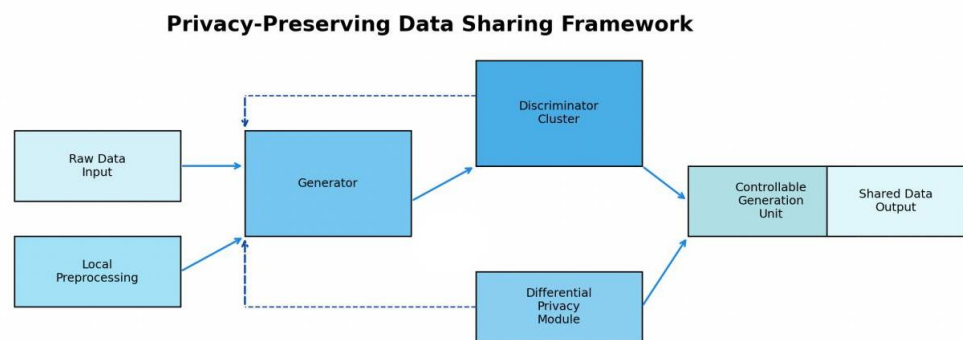 Privacy-Preserving Data Sharing Framework
Discriminator
Cluster
Raw Data
Input
Generator
Controllable
Generation
Unit
Shared Data
Output
Local
Preprocessing
Differential
Privacy
Module